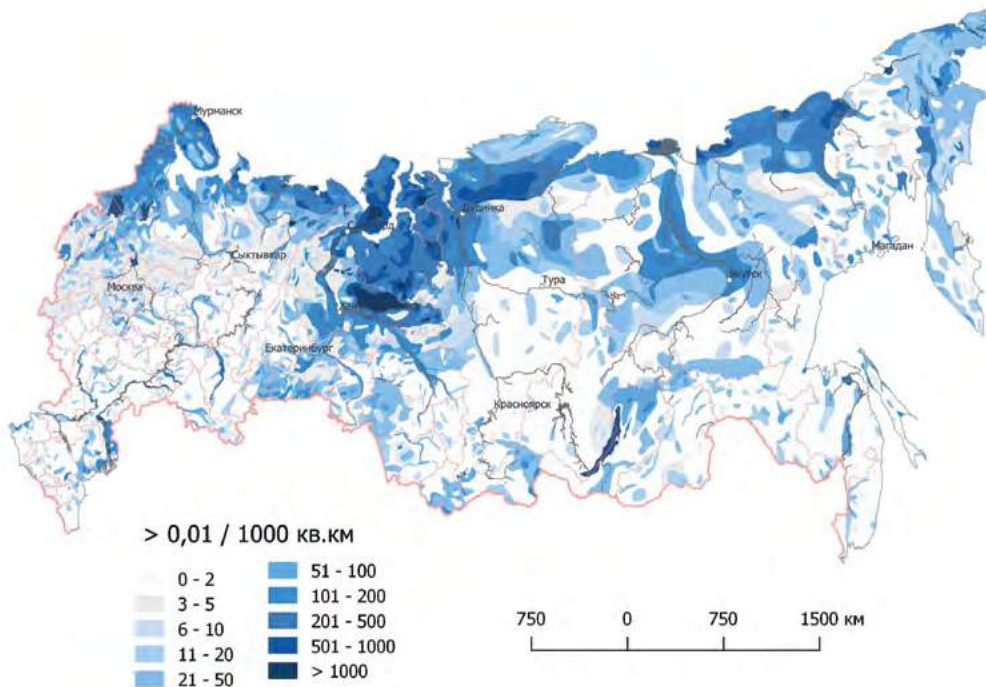 Мурманск
Дудинка
Сыктывкар
Магадан
Якутск
Тура
Москва
Екатеринбург
Красноярск
> 0,01 / 1000 кв.км
0 - 2
3 - 5
6 - 10
11 - 20
21 - 50
51 - 100
101 - 200
201 - 500
501 - 1000
> 1000
750 0 750 1500 км